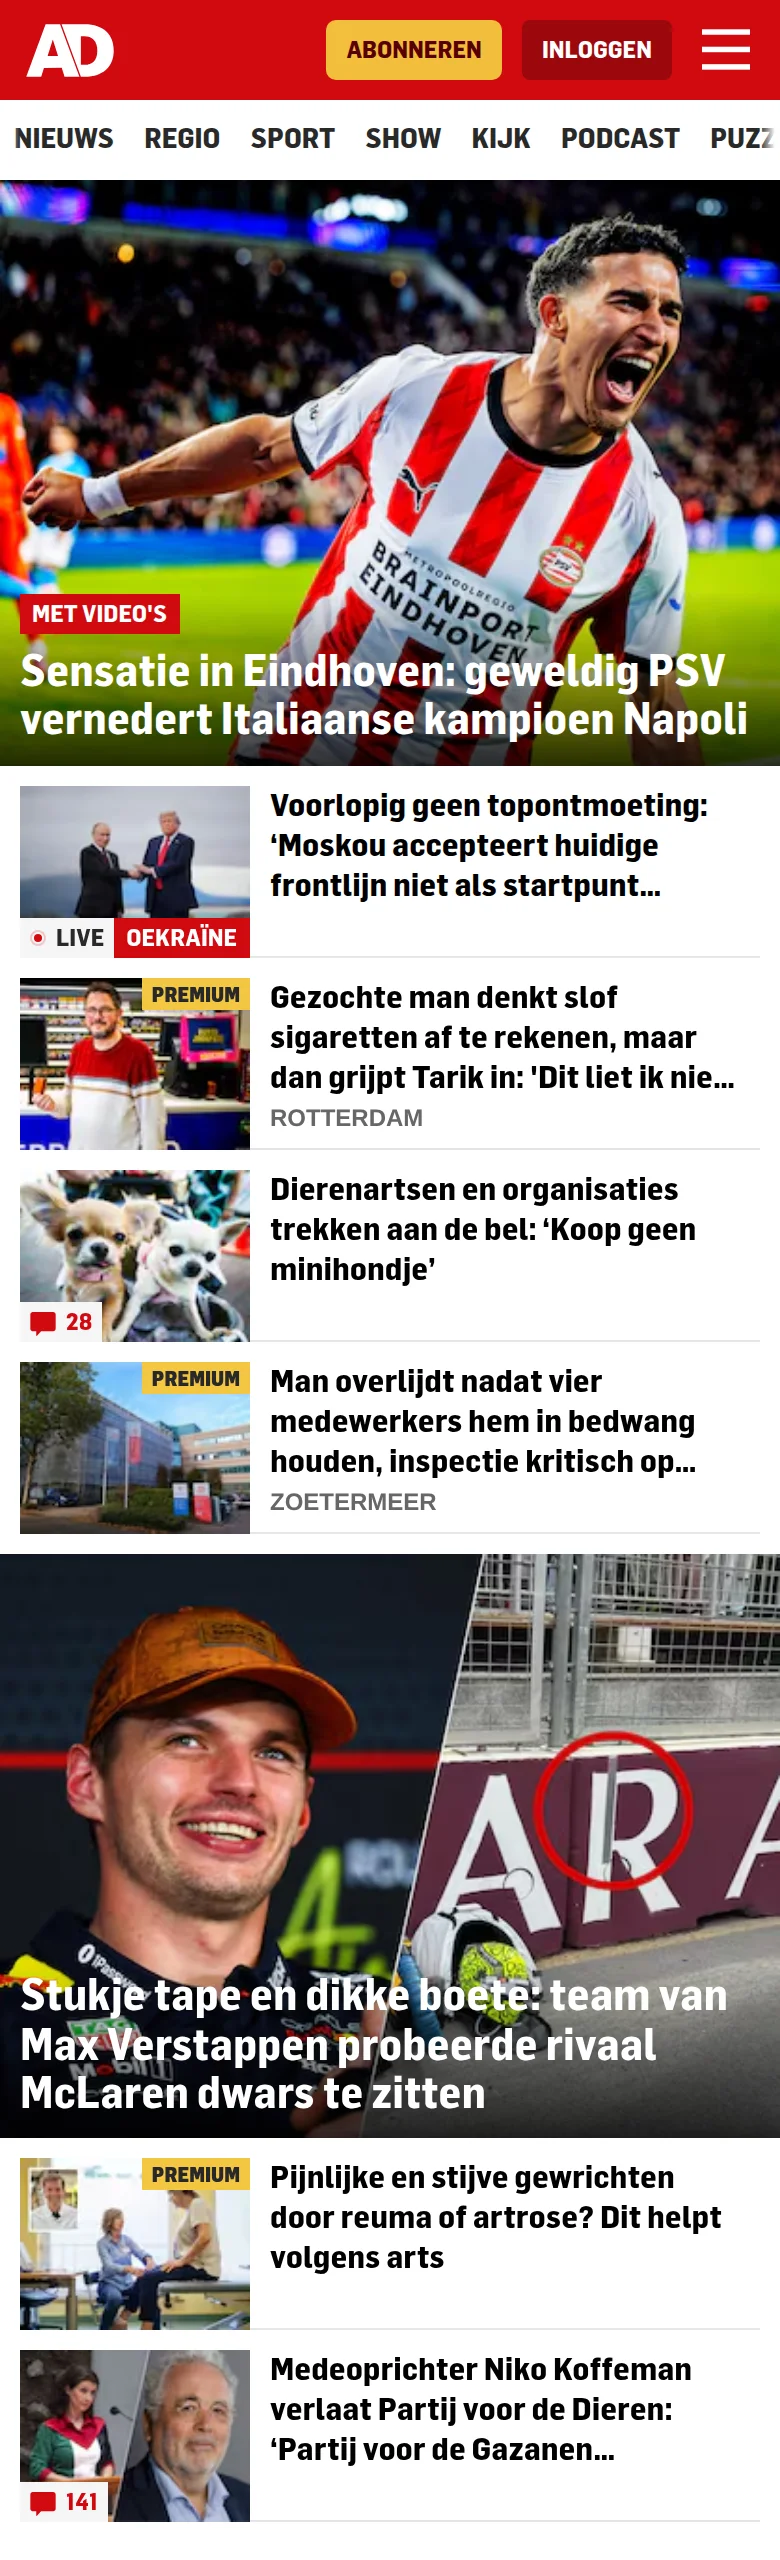 AD
ABONNEREN
INLOGGEN
NIEUWS REGIO SPORT SHOW KIJK PODCAST PUZZ
METROPOOLREGIO
BRAINPORT
EINDHOVEN
PSV
MET VIDEO'S
Sensatie in Eindhoven: geweldig PSV
vernedert Italiaanse kampioen Napoli
Voorlopig geen topontmoeting:
‘Moskou accepteert huidige
frontlijn niet als startpunt...
LIVE OEKRAÏNE
PREMIUM
Gezochte man denkt slof
sigaretten af te rekenen, maar
dan grijpt Tarik in: 'Dit liet ik nie...
ROTTERDAM
Dierenartsen en organisaties
trekken aan de bel: ‘Koop geen
minihondje’
28
PREMIUM
Man overlijdt nadat vier
medewerkers hem in bedwang
houden, inspectie kritisch op...
ZOETERMEER
AR
Stukje tape en dikke boete: team van
Max Verstappen probeerde rivaal
McLaren dwars te zitten
PREMIUM
Pijnlijke en stijve gewrichten
door reuma of artrose? Dit helpt
volgens arts
Medeoprichter Niko Koffeman
verlaat Partij voor de Dieren:
‘Partij voor de Gazanen...
141